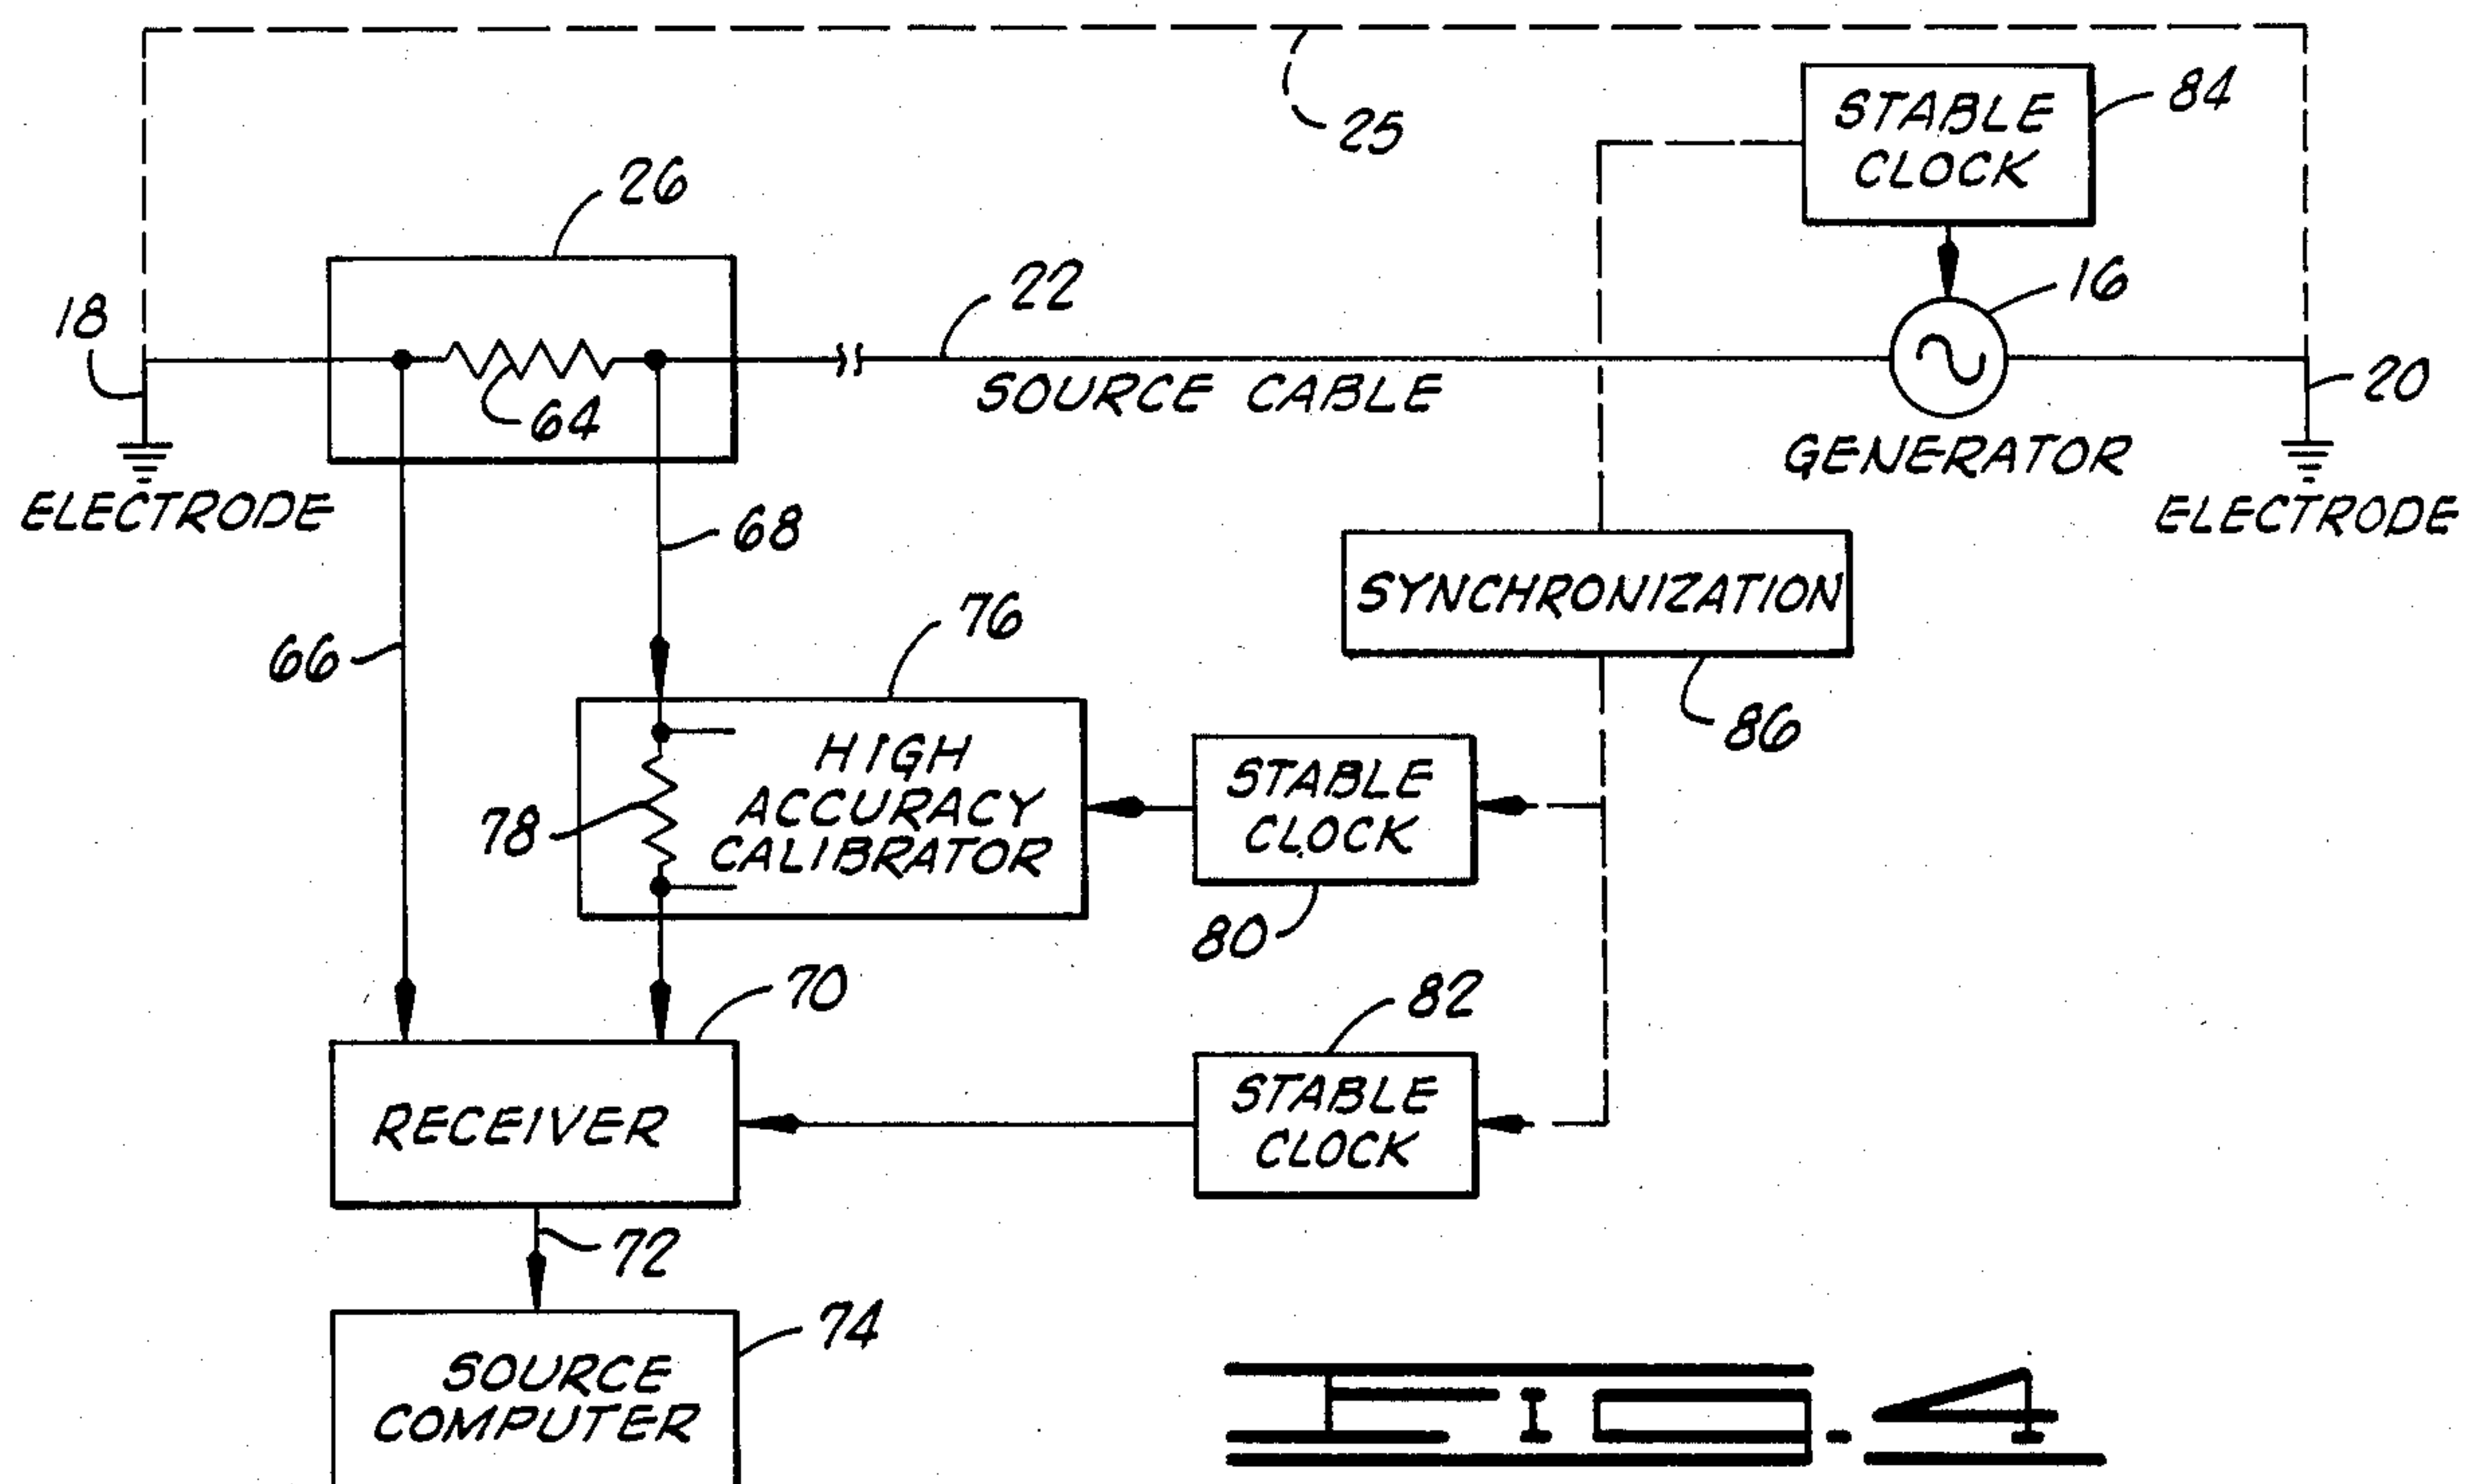 25
STABLE
CLOCK
84
26
22
16
18
64
SOURCE CABLE
20
GENERATOR
ELECTRODE
ELECTRODE
68
SYNCHRONIZATION
76
66
86
HIGH
ACCURACY
CALIBRATOR
78
STABLE
CLOCK
80
70
82
RECEIVER
STABLE
CLOCK
72
74
SOURCE
COMPUTER
FIG-4